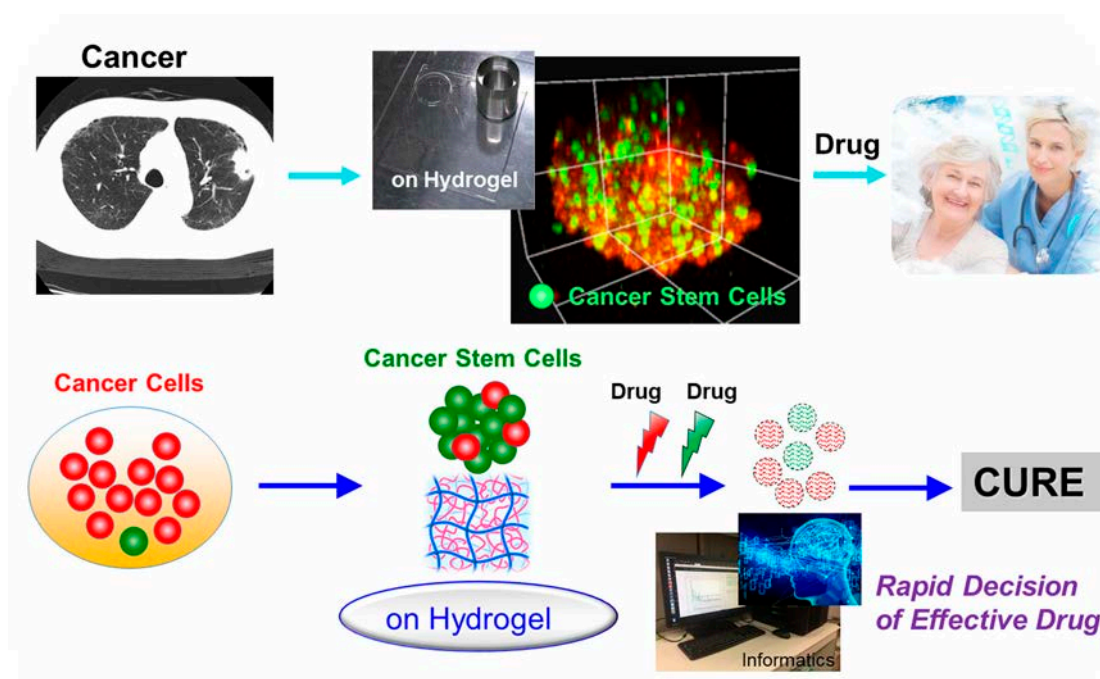 Cancer
on Hydrogel
Cancer Stem Cells
Drug
Cancer Cells
Cancer Stem Cells
on Hydrogel
Drug
Drug
Informatics
CURE
Rapid Decision
of Effective Drug